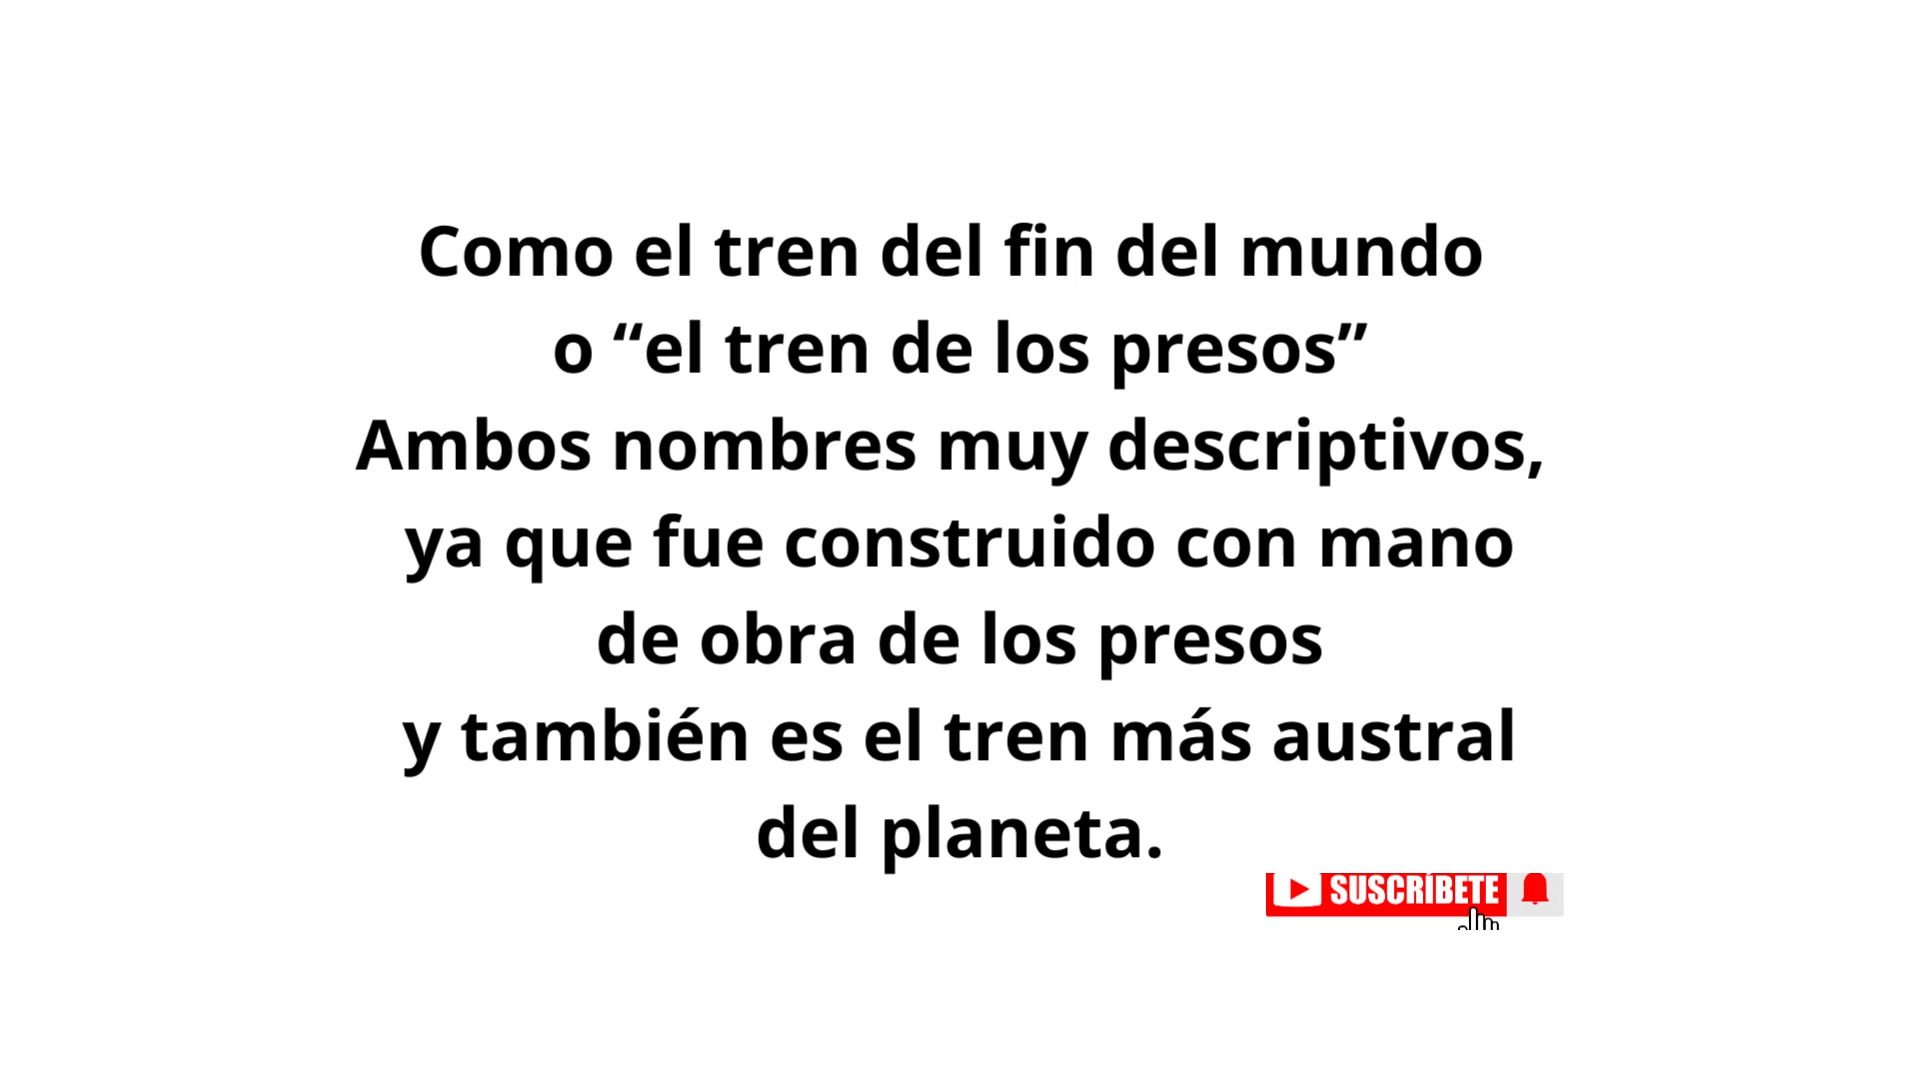 Como el tren del fin del mundo
o “el tren de los presos”
Ambos nombres muy descriptivos,
ya que fue construido con mano
de obra de los presos
y también es el tren más austral
del planeta.
SUSCRÍBETE